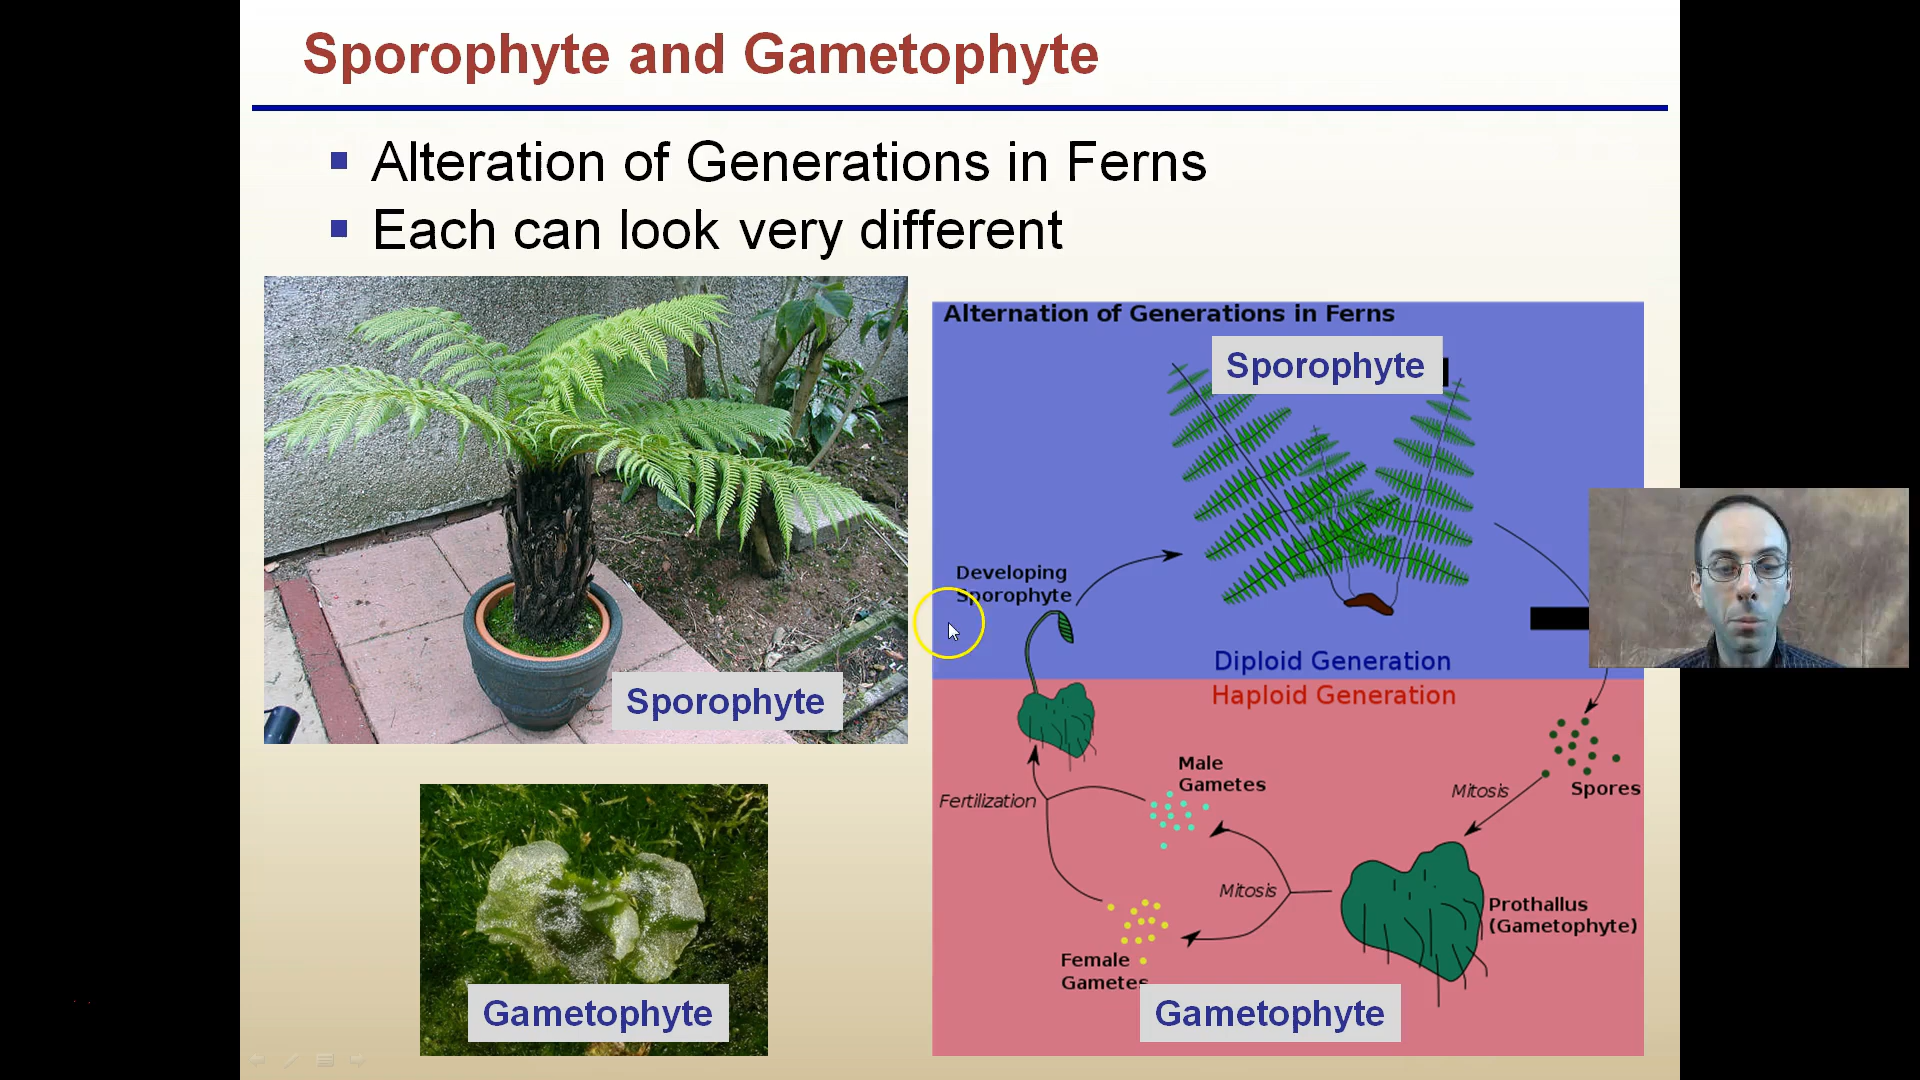 Sporophyte and Gametophyte
Alteration of Generations in Ferns
Each can look very different
Sporophyte
Gametophyte
Alternation of Generations in Ferns
Sporophyte
Developing
Sporophyte
Diploid Generation
Haploid Generation
Male
Gametes
Fertilization
Mitosis
Spores
Mitosis
Prothallus
(Gametophyte)
Female
Gametes
Gametophyte